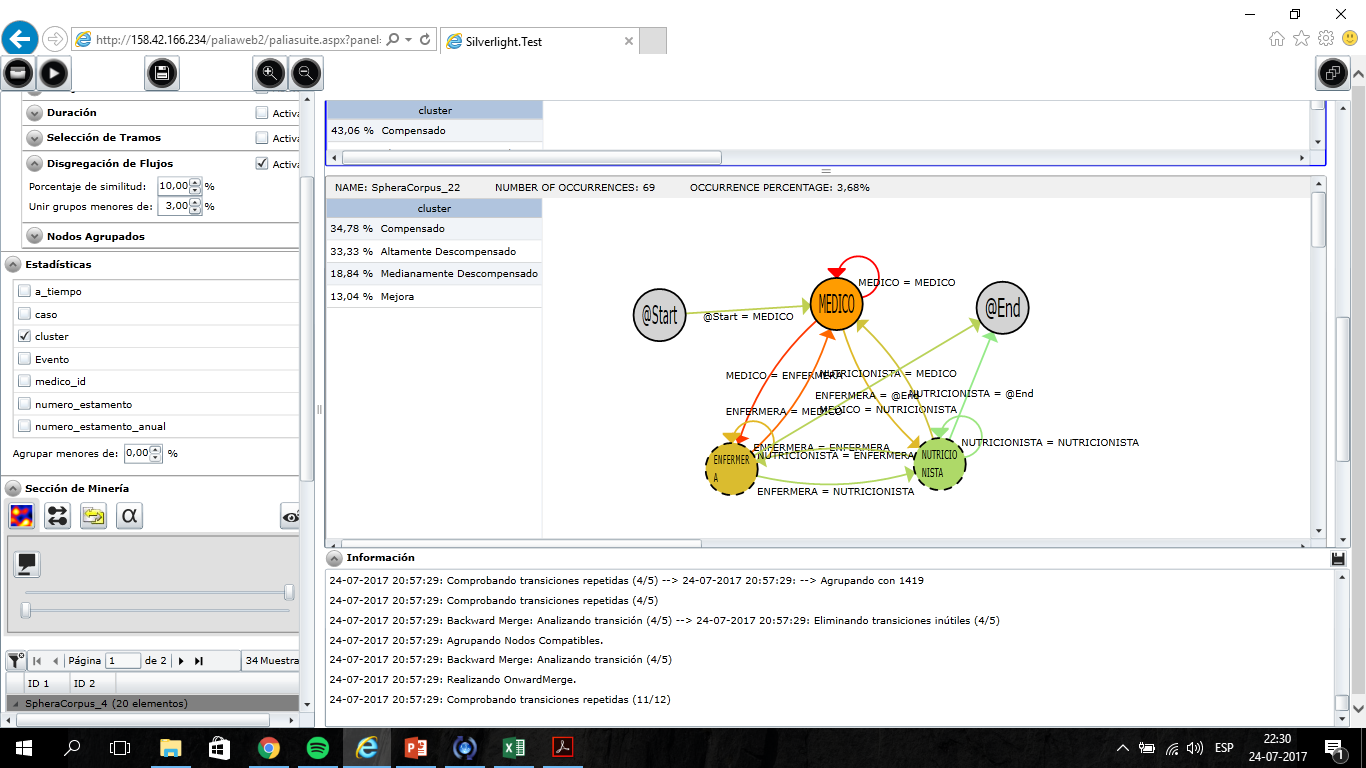 http://158.42.166.234/paliaweb2/paliasuite.aspx?panel:
Silverlight.Test
Duración
Activa
Selección de Tramos
Activa
Disgregación de Flujos
Activa
Porcentaje de similitud: 10,00 %
Unir grupos menores de: 3,00 %
Nodos Agrupados
Estadísticas
a_tiempo
caso
cluster
Evento
medico_id
numero_estamento
numero_estamento_anual
Agrupar menores de: 0,00 %
Sección de Minería
α
Página 1 de 2
34 Muestra
ID 1 ID 2
SpheraCorpus_4 (20 elementos)
cluster
43,06 % Compensado
NAME: SpheraCorpus_22 NUMBER OF OCCURRENCES: 69 OCCURRENCE PERCENTAGE: 3,68%
cluster
34,78 % Compensado
33,33 % Altamente Descompensado
18,84 % Medianamente Descompensado
13,04 % Mejora
MEDICO = MEDICO
@Start
MEDICO
@End
@Start = MEDICO
MEDICO = ENFERMERA
NUTRICIONISTA = MEDICO
ENFERMERA = @End
NUTRICIONISTA = @End
ENFERMERA = MEDICO
MEDICO = NUTRICIONISTA
NUTRICIONISTA = NUTRICIONISTA
ENFERMERA = ENFERMERA
NUTRICIONISTA = ENFERMERA
ENFERMER
A
NUTRICIO
NISTA
ENFERMERA = NUTRICIONISTA
Información
24-07-2017 20:57:29: Comprobando transiciones repetidas (4/5) --> 24-07-2017 20:57:29: --> Agrupando con 1419
24-07-2017 20:57:29: Comprobando transiciones repetidas (4/5)
24-07-2017 20:57:29: Backward Merge: Analizando transición (4/5) --> 24-07-2017 20:57:29: Eliminando transiciones inútiles (4/5)
24-07-2017 20:57:29: Agrupando Nodos Compatibles.
24-07-2017 20:57:29: Backward Merge: Analizando transición (4/5)
24-07-2017 20:57:29: Realizando OnwardMerge.
24-07-2017 20:57:29: Comprobando transiciones repetidas (11/12)
ESP
22:30
24-07-2017
1